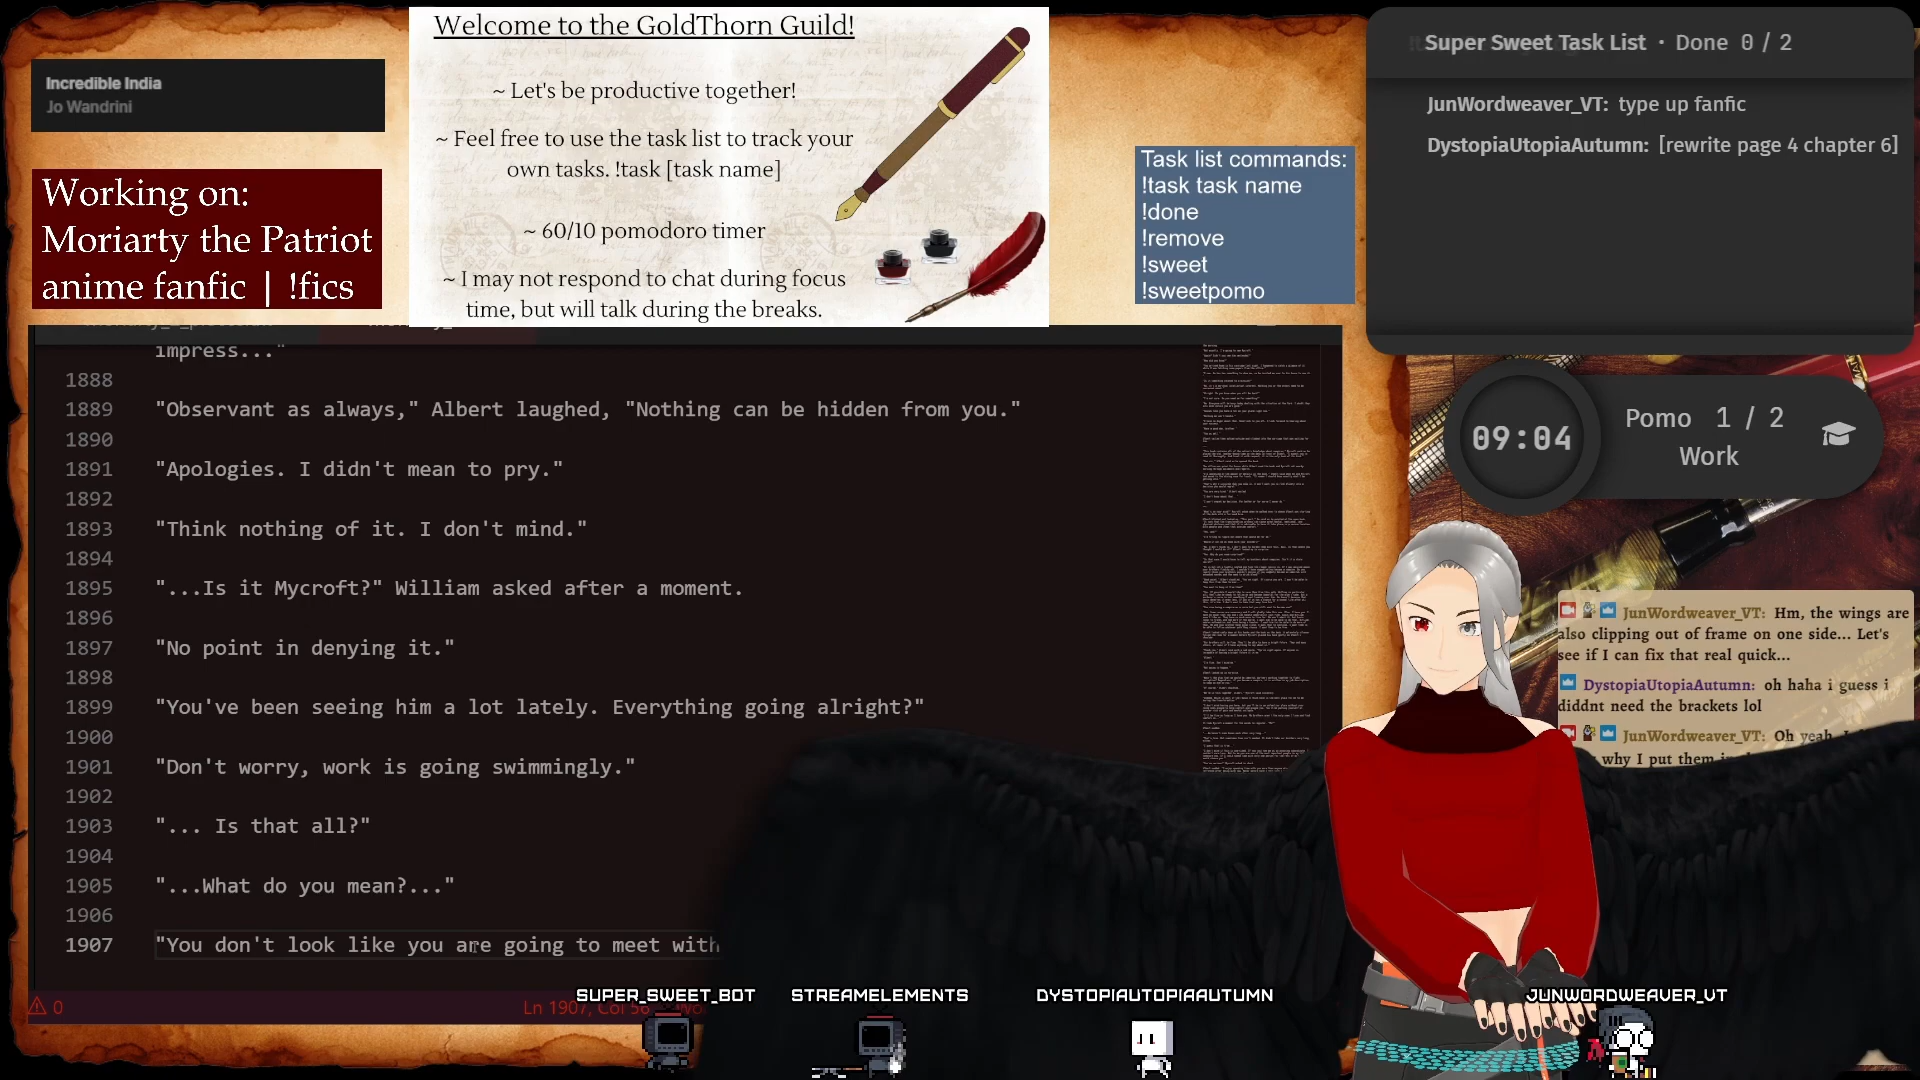 Incredible India
Jo Wandrini
Working on:
Moriarty the Patriot
anime fanfic | !fics
Welcome to the GoldThorn Guild!
~ Let's be productive together!
~ Feel free to use the task list to track your
own tasks. !task [task name]
~ 60/10 pomodoro timer
~ I may not respond to chat during focus
time, but will talk during the breaks.
Task list commands:
!task task name
!done
!remove
!sweet
!sweetpomo
Super Sweet Task List · Done 0 / 2
JunWordweaver_VT: type up fanfic
DystopiaUtopiaAutumn: [rewrite page 4 chapter 6]
09:04
Pomo 1 / 2
Work
impress..."
1888
1889 "Observant as always," Albert laughed, "Nothing can be hidden from you."
1890
1891 "Apologies. I didn't mean to pry."
1892
1893 "Think nothing of it. I don't mind."
1894
1895 "...Is it Mycroft?" William asked after a moment.
1896
1897 "No point in denying it."
1898
1899 "You've been seeing him a lot lately. Everything going alright?"
1900
1901 "Don't worry, work is going swimmingly."
1902
1903 "... Is that all?"
1904
1905 "...What do you mean?..."
1906
1907 "You don't look like you are going to meet with
0
Ln 1907, Col 56
JunWordweaver_VT: Hm, the wings are
also clipping out of frame on one side... Let's
see if I can fix that real quick...
DystopiaUtopiaAutumn: oh haha i guess i
diddnt need the brackets lol
JunWordweaver_VT: Oh yeah,
why I put them
SUPER_SWEET_BOT
STREAMELEMENTS
DYSTOPIAUTOPIAAUTUMN
JUNWORDWEAVER_VT